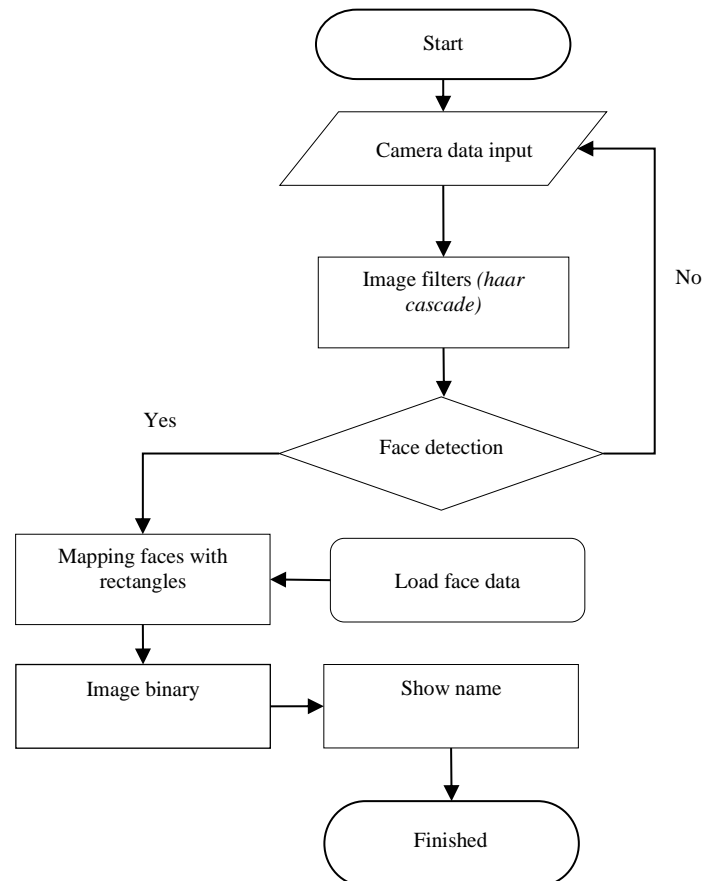 Start
Camera data input
Image filters (haar
cascade)
No
Yes
Face detection
Mapping faces with
rectangles
Load face data
Image binary
Show name
Finished